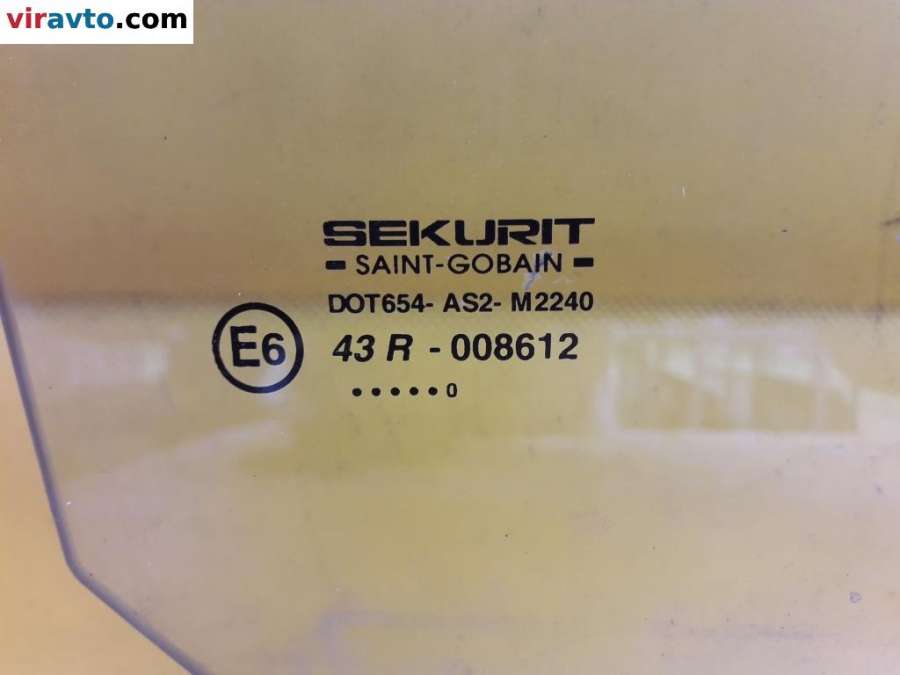 viravto.com
SEKURIT
- SAINT-GOBAIN -
DOT654- AS2- M2240
E6
43 R - 008612
.....0